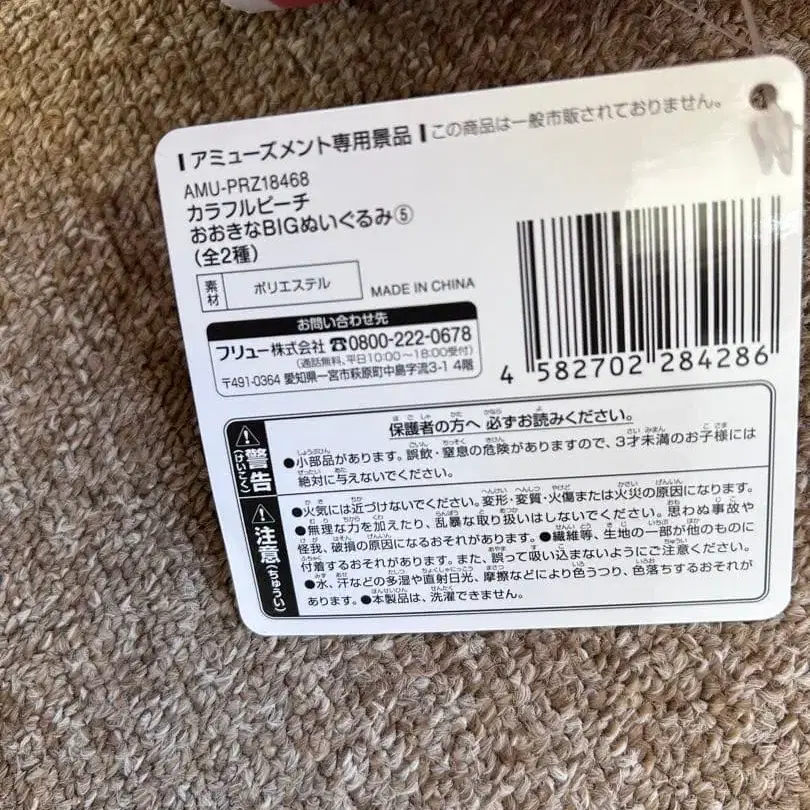 アミューズメント専用景品 この商品は一般市販されておりません。
AMU-PRZ18468
カラフルピーチ
おおきなBIGぬいぐるみ⑤
(全2種)
素材 ポリエステル MADE IN CHINA
お問い合わせ先
フリュー株式会社 ☎0800-222-0678
(通話無料、平日10:00〜18:00受付)
〒491-0364 愛知県一宮市萩原町中島字流3-1 4階
4 582702 284286
保護者の方へ 必ずお読みください。
警告(けいこく)
●小部品があります。誤飲・窒息の危険がありますので、3才未満のお子様には
絶対に与えないでください。
注意(ちゅうい)
●火気には近づけないでください。変形・変質・火傷または火災の原因になります。
●無理な力を加えたり、乱暴な取り扱いはしないでください。思わぬ事故や
怪我、破損の原因になるおそれがあります。●繊維等、生地の一部が他のものに
付着するおそれがあります。また、誤って吸い込まないようにご注意ください。
●水、汗などの多湿や直射日光、摩擦などにより色うつり、色落ちするおそれが
あります。●本製品は、洗濯できません。